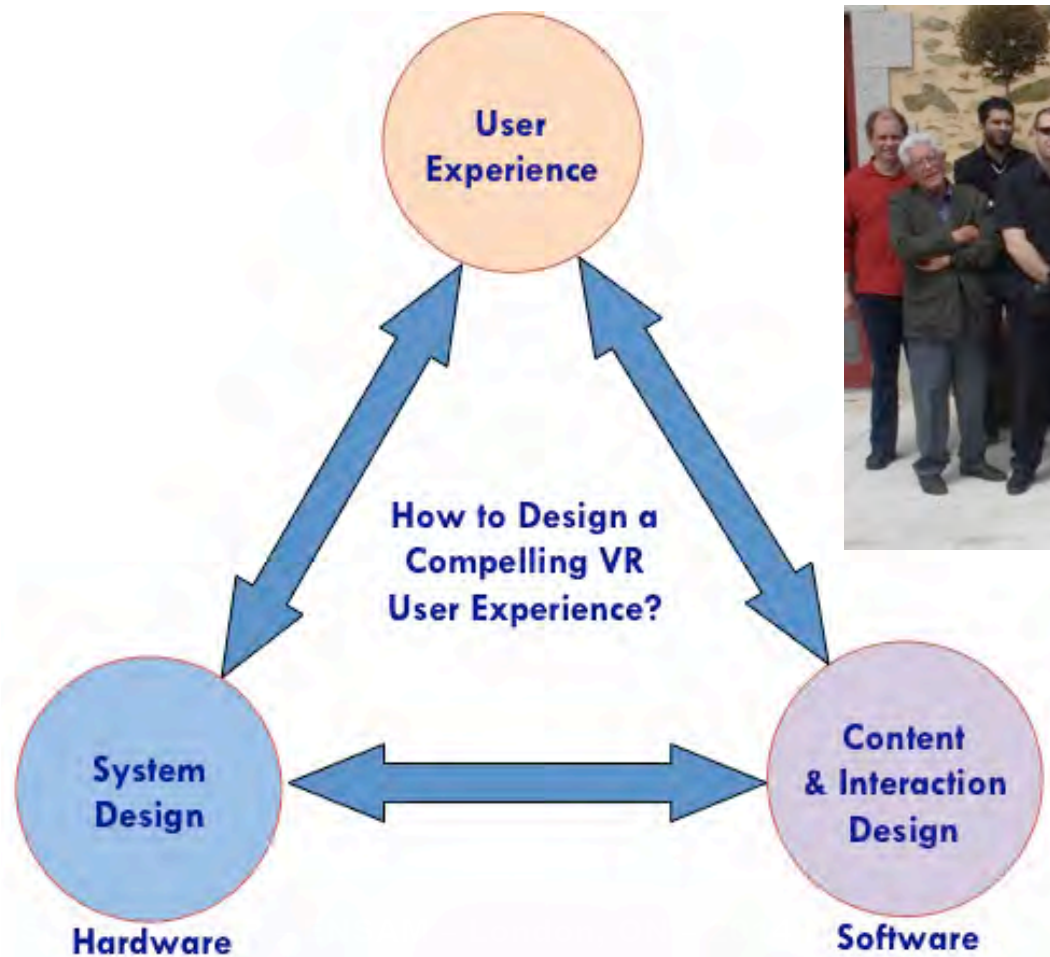 User
Experience
How to Design a
Compelling VR
User Experience?
System
Design
Hardware
Content
& Interaction
Design
Software